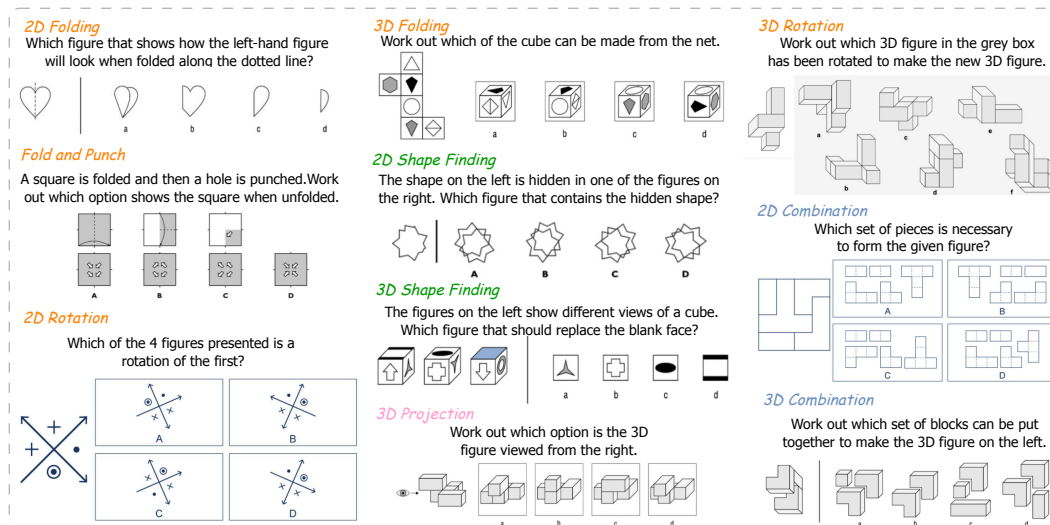 2D Folding
Which figure that shows how the left-hand figure
will look when folded along the dotted line?
a
b
c
d
Fold and Punch
A square is folded and then a hole is punched.Work
out which option shows the square when unfolded.
A
B
C
D
2D Rotation
Which of the 4 figures presented is a
rotation of the first?
A
B
C
D
3D Folding
Work out which of the cube can be made from the net.
a
b
c
d
2D Shape Finding
The shape on the left is hidden in one of the figures on
the right. Which figure that contains the hidden shape?
A
B
C
D
3D Shape Finding
The figures on the left show different views of a cube.
Which figure that should replace the blank face?
a
b
c
d
3D Projection
Work out which option is the 3D
figure viewed from the right.
a
b
c
d
3D Rotation
Work out which 3D figure in the grey box
has been rotated to make the new 3D figure.
a
c
e
b
d
f
2D Combination
Which set of pieces is necessary
to form the given figure?
A
B
C
D
3D Combination
Work out which set of blocks can be put
together to make the 3D figure on the left.
a
b
c
d